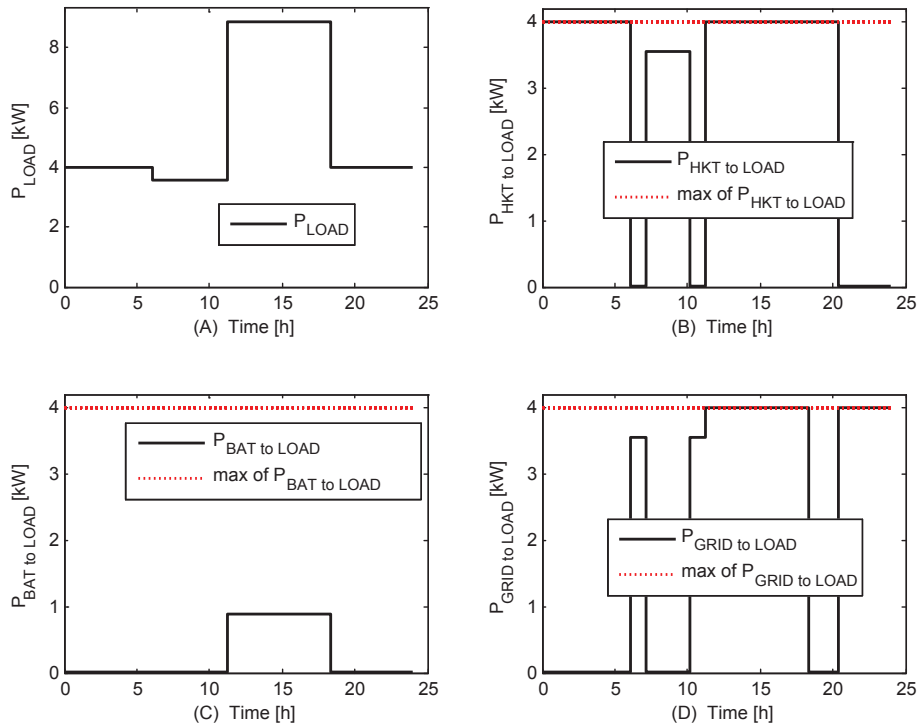 P_LOAD [kW]
8
6
4
2
0
P_LOAD
0 5 10 15 20 25
(A) Time [h]
P_HKT to LOAD [kW]
4
3
2
1
0
P_HKT to LOAD
max of P_HKT to LOAD
0 5 10 15 20 25
(B) Time [h]
P_BAT to LOAD [kW]
4
3
2
1
0
P_BAT to LOAD
max of P_BAT to LOAD
0 5 10 15 20 25
(C) Time [h]
P_GRID to LOAD [kW]
4
3
2
1
0
P_GRID to LOAD
max of P_GRID to LOAD
0 5 10 15 20 25
(D) Time [h]